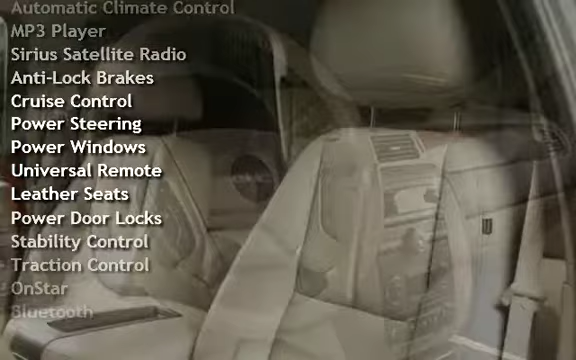 Automatic Climate Control
MP3 Player
Sirius Satellite Radio
Anti-Lock Brakes
Cruise Control
Power Steering
Power Windows
Universal Remote
Leather Seats
Power Door Locks
Stability Control
Traction Control
OnStar
Bluetooth